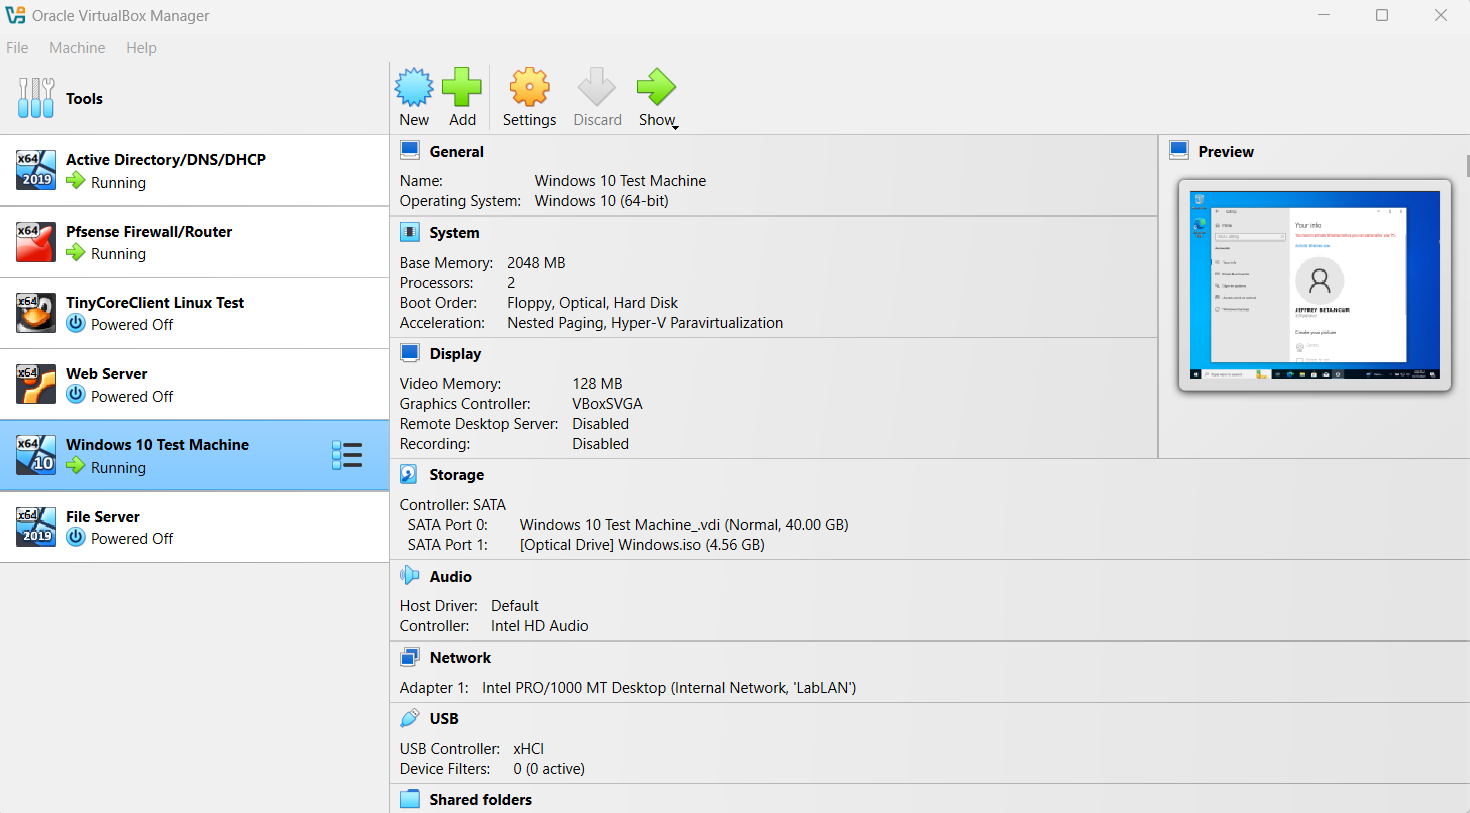 Oracle VirtualBox Manager
File Machine Help
Tools
New Add Settings Discard Show
x64 2019 Active Directory/DNS/DHCP
Running
x64 Pfsense Firewall/Router
Running
x64 TinyCoreClient Linux Test
Powered Off
x64 Web Server
Powered Off
x64 10 Windows 10 Test Machine
Running
x64 2019 File Server
Powered Off
General
Name: Windows 10 Test Machine
Operating System: Windows 10 (64-bit)
System
Base Memory: 2048 MB
Processors: 2
Boot Order: Floppy, Optical, Hard Disk
Acceleration: Nested Paging, Hyper-V Paravirtualization
Display
Video Memory: 128 MB
Graphics Controller: VBoxSVGA
Remote Desktop Server: Disabled
Recording: Disabled
Storage
Controller: SATA
SATA Port 0: Windows 10 Test Machine_.vdi (Normal, 40.00 GB)
SATA Port 1: [Optical Drive] Windows.iso (4.56 GB)
Audio
Host Driver: Default
Controller: Intel HD Audio
Network
Adapter 1: Intel PRO/1000 MT Desktop (Internal Network, 'LabLAN')
USB
USB Controller: xHCI
Device Filters: 0 (0 active)
Shared folders
Preview
Your info
JEFFREY BETANCUR
Create your picture